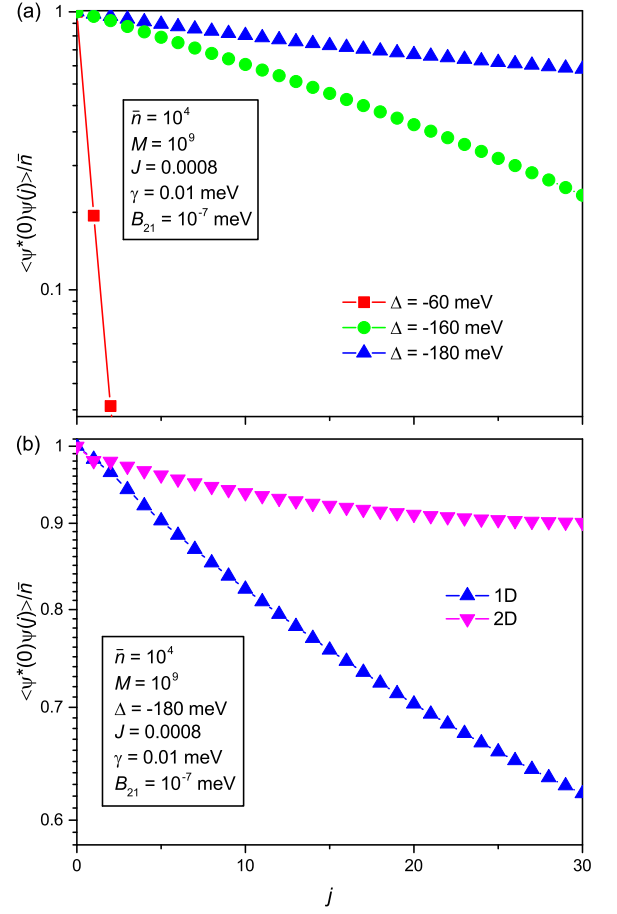 (a)
1
0.1
<ψ*(0)ψ(j)>/n̄
n̄ = 10⁴
M = 10⁹
J = 0.0008
γ = 0.01 meV
B₂₁ = 10⁻⁷ meV
Δ = -60 meV
Δ = -160 meV
Δ = -180 meV
(b)
1
0.9
0.8
0.7
0.6
<ψ*(0)ψ(j)>/n̄
1D
2D
n̄ = 10⁴
M = 10⁹
Δ = -180 meV
J = 0.0008
γ = 0.01 meV
B₂₁ = 10⁻⁷ meV
0 10 20 30
j